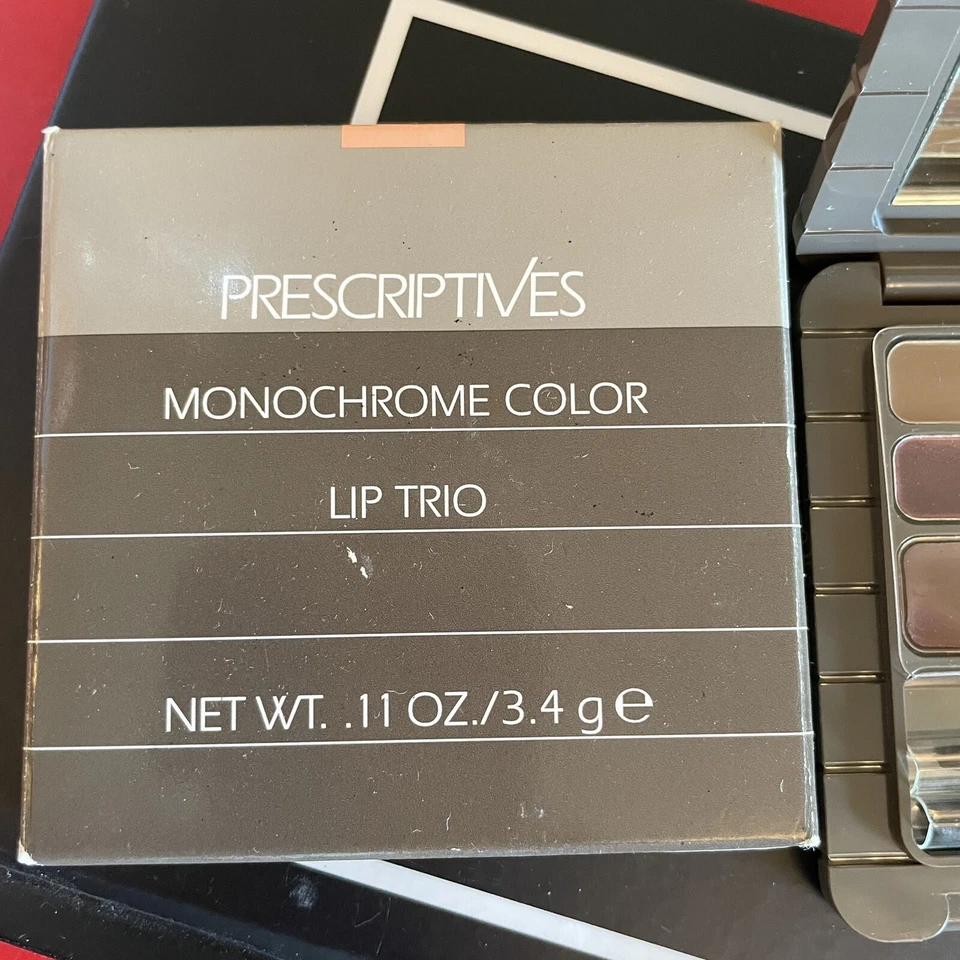 PRESCRIPTIVES
MONOCHROME COLOR
LIP TRIO
NET WT. .11 OZ./3.4 g ℮